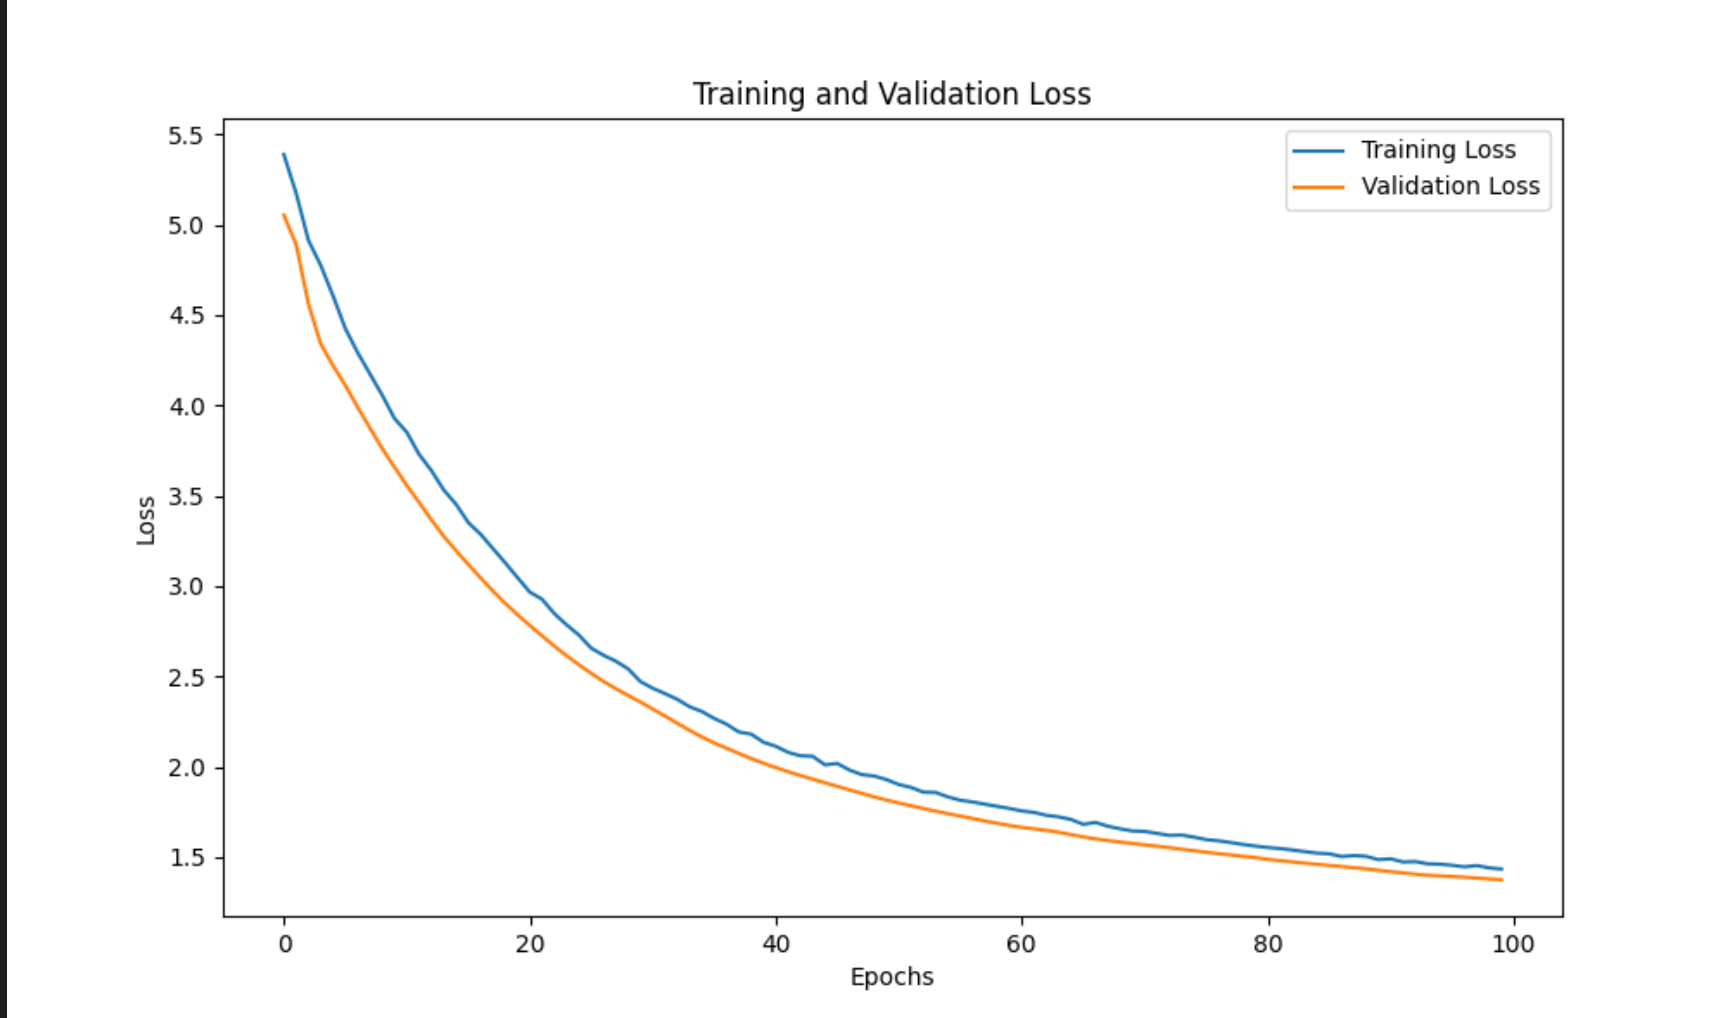 Training and Validation Loss
Training Loss
Validation Loss
5.5
5.0
4.5
4.0
3.5
3.0
2.5
2.0
1.5
Loss
0 20 40 60 80 100
Epochs